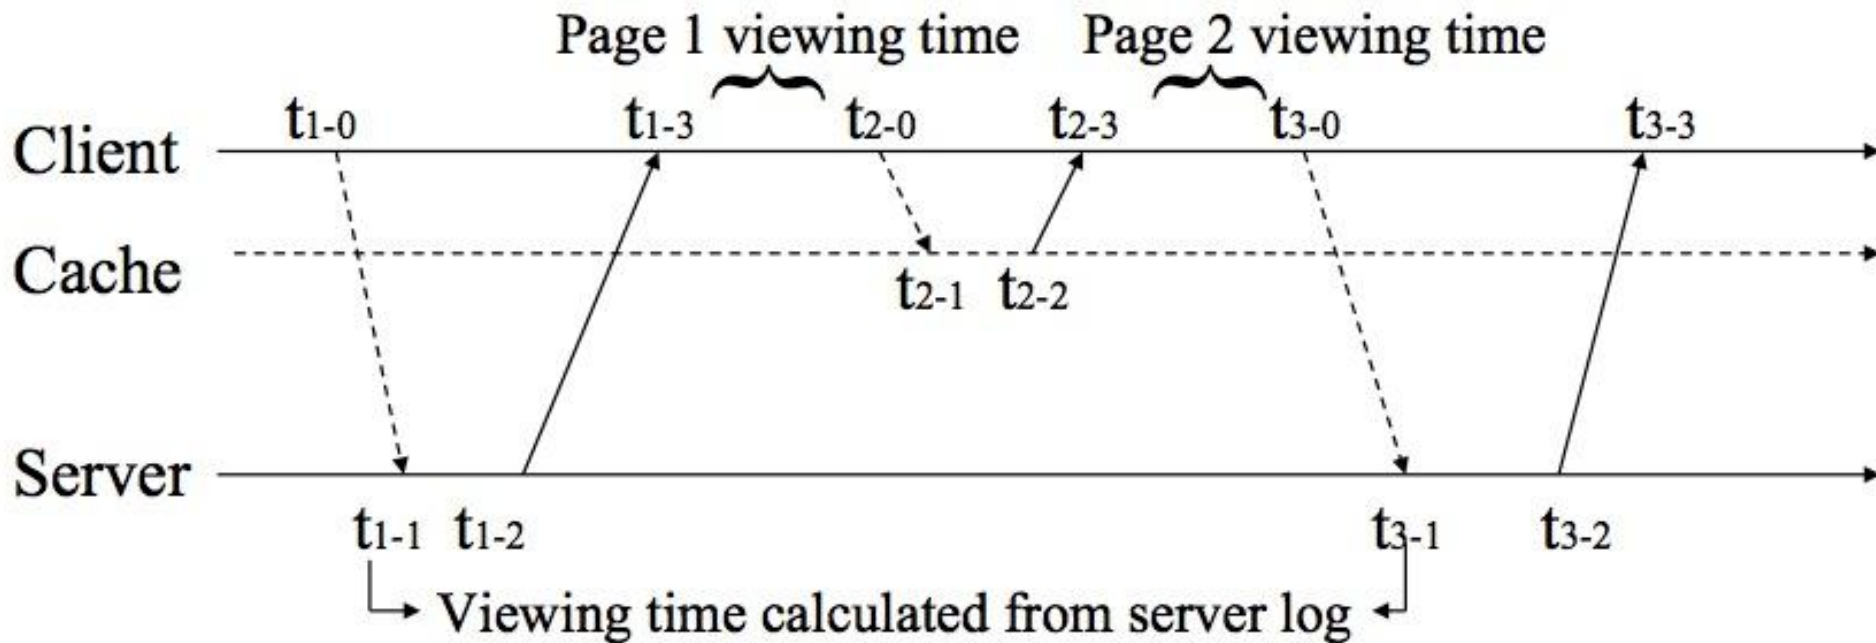 Page 1 viewing time Page 2 viewing time
t1-0 t1-3 t2-0 t2-3 t3-0 t3-3
Client
Cache
t2-1 t2-2
Server
t1-1 t1-2 t3-1 t3-2
Viewing time calculated from server log